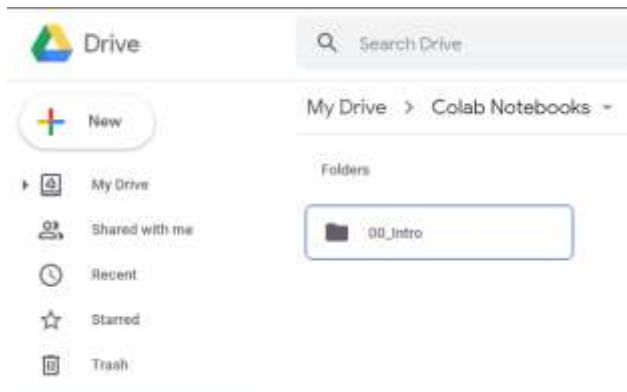 Drive
Search Drive
New
My Drive > Colab Notebooks
Folders
00_Intro
My Drive
Shared with me
Recent
Starred
Trash